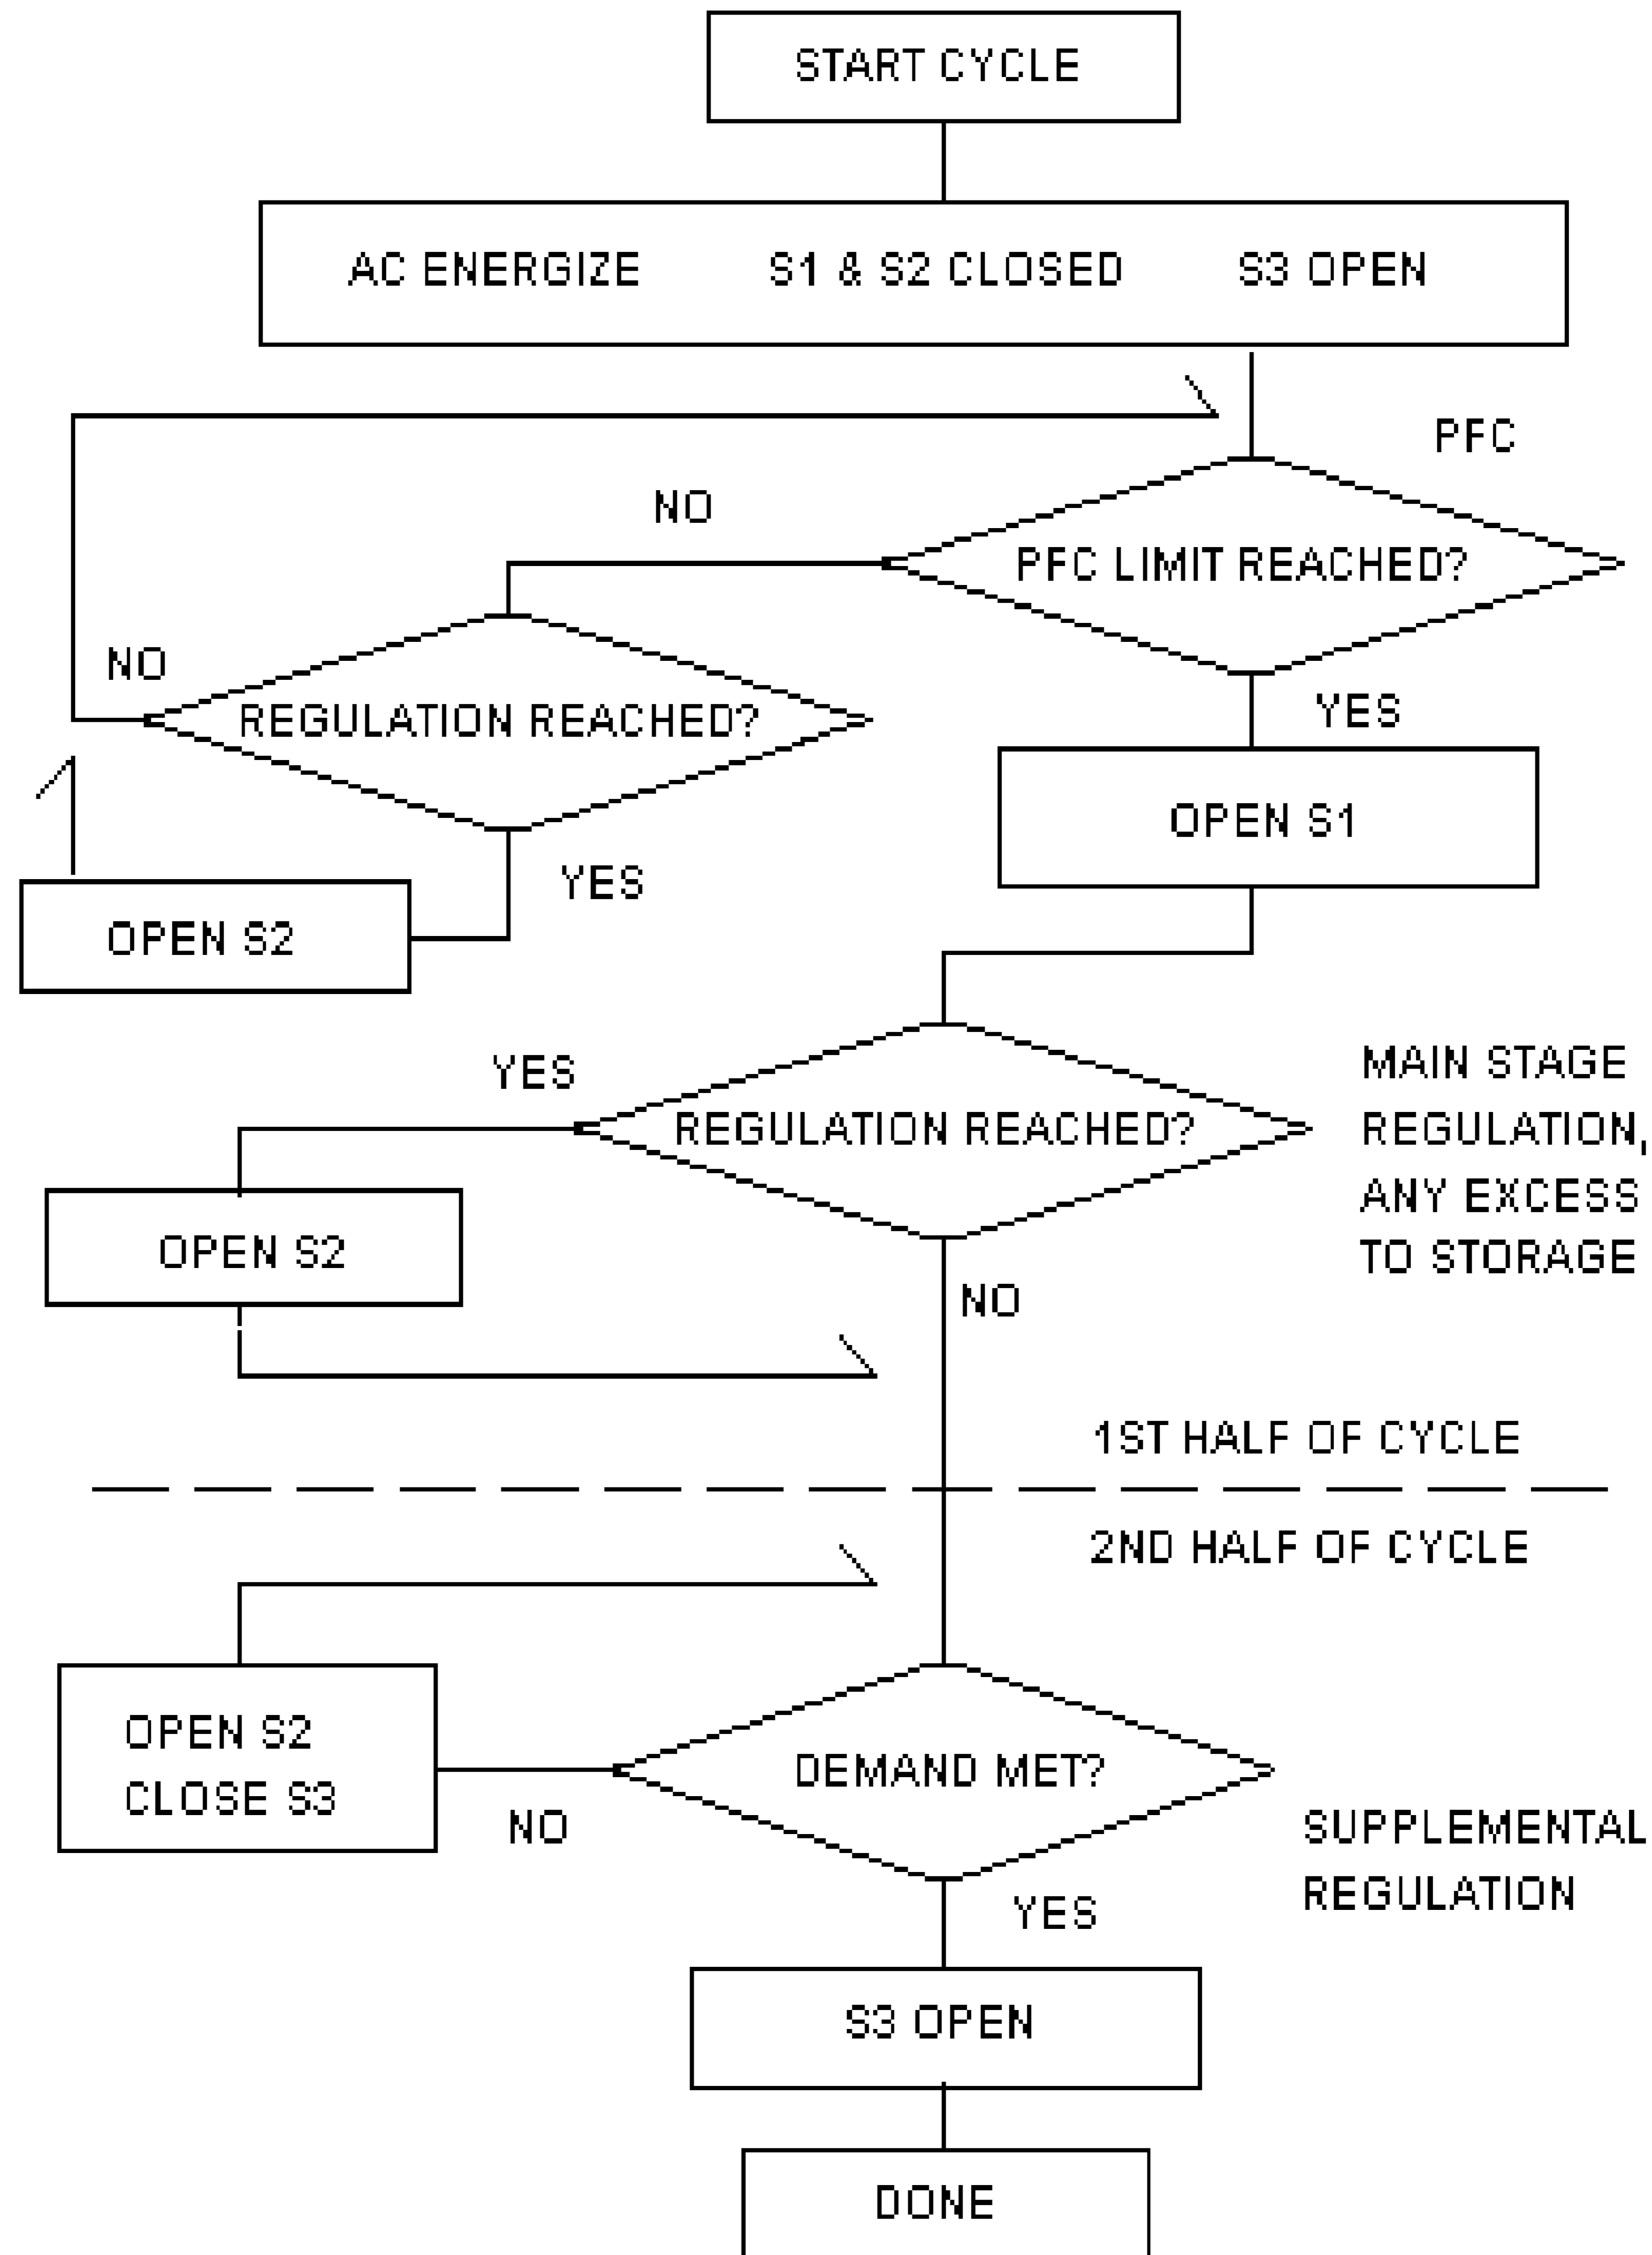 START CYCLE
AC ENERGIZE S1 & S2 CLOSED S3 OPEN
PFC
NO
PFC LIMIT REACHED?
NO
REGULATION REACHED?
YES
OPEN S1
YES
OPEN S2
YES
MAIN STAGE
REGULATION,
ANY EXCESS
TO STORAGE
REGULATION REACHED?
OPEN S2
NO
1ST HALF OF CYCLE
2ND HALF OF CYCLE
OPEN S2
CLOSE S3
DEMAND MET?
NO
SUPPLEMENTAL
REGULATION
YES
S3 OPEN
DONE